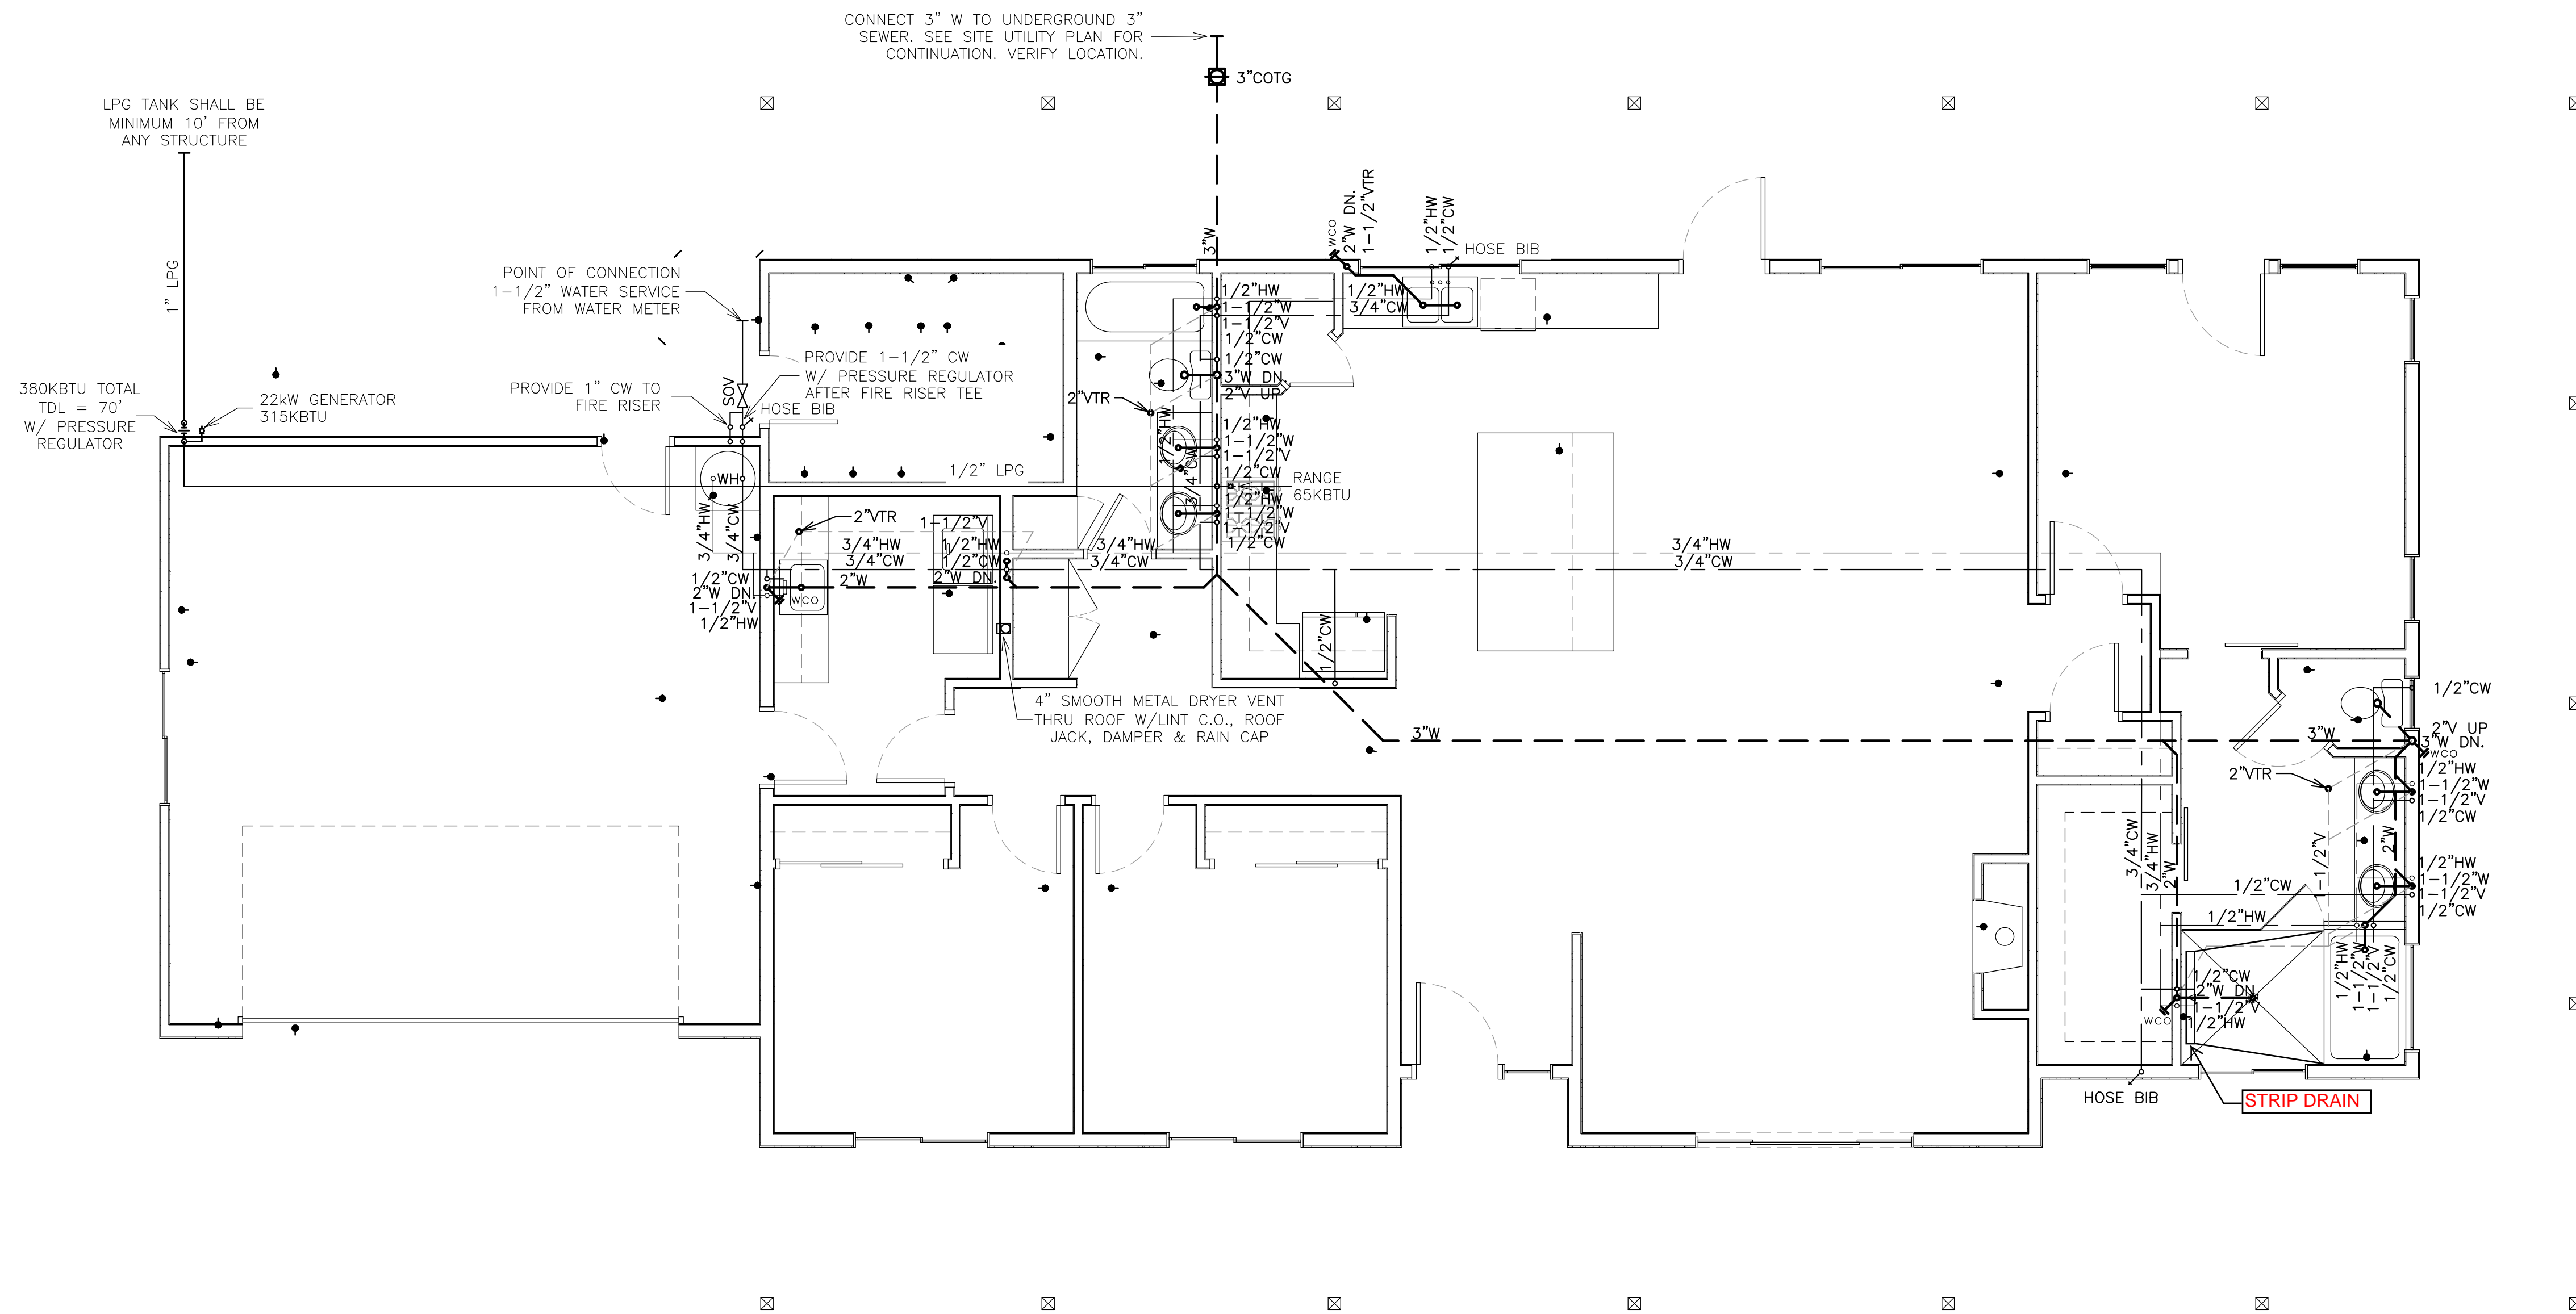 CONNECT 3" W TO UNDERGROUND 3"
SEWER. SEE SITE UTILITY PLAN FOR
CONTINUATION. VERIFY LOCATION.
3"COTG
LPG TANK SHALL BE
MINIMUM 10' FROM
ANY STRUCTURE
1" LPG
380KBTU TOTAL
TDL = 70'
W/ PRESSURE
REGULATOR
22kW GENERATOR
315KBTU
POINT OF CONNECTION
1-1/2" WATER SERVICE
FROM WATER METER
PROVIDE 1" CW TO
FIRE RISER
SOV
PROVIDE 1-1/2" CW
W/ PRESSURE REGULATOR
AFTER FIRE RISER TEE
HOSE BIB
WH
3/4"HW
3/4"CW
1/2" LPG
3"W
WCO
2"W DN.
1-1/2"VTR
1/2"HW
1/2"CW
HOSE BIB
1/2"HW
3/4"CW
1/2"HW
1-1/2"W
1-1/2"V
1/2"CW
1/2"CW
3"W DN.
2"V UP
2"VTR
1/2"HW
3/4"CW
1/2"HW
1-1/2"W
1-1/2"V
1/2"CW
RANGE
65KBTU
1/2"HW
1-1/2"W
1-1/2"V
1/2"CW
2"VTR
1-1/2"V
3/4"HW
3/4"CW
1/2"HW
1/2"CW
2"W DN.
2"W
3/4"HW
3/4"CW
1/2"CW
2"W DN.
1-1/2"V
1/2"HW
WCO
3/4"HW
3/4"CW
1/2"CW
4" SMOOTH METAL DRYER VENT
THRU ROOF W/LINT C.O., ROOF
JACK, DAMPER & RAIN CAP
3"W
3"W
1/2"CW
2"V UP
3"W DN.
WCO
2"VTR
1/2"HW
1-1/2"W
1-1/2"V
1/2"CW
2"W
1-1/2"V
1/2"HW
1-1/2"W
1-1/2"V
1/2"CW
3/4"CW
3/4"HW
2"W
1/2"CW
1/2"HW
1/2"HW
1-1/2"W
1-1/2"V
1/2"CW
1/2"CW
2"W DN.
1-1/2"V
1/2"HW
WCO
HOSE BIB
STRIP DRAIN